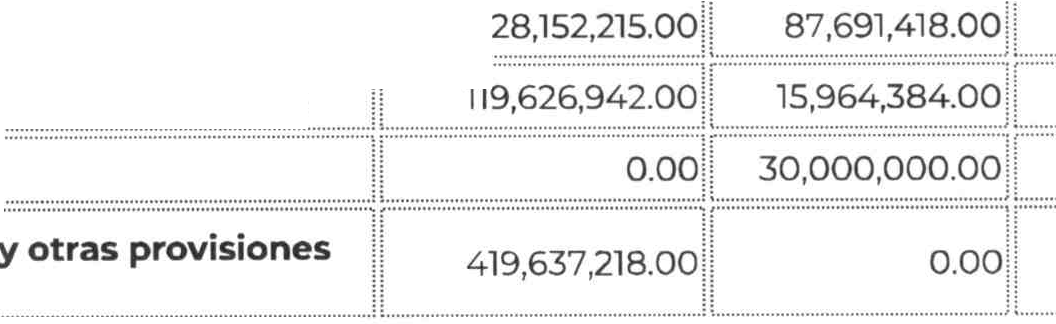 28,152,215.00 87,691,418.00
119,626,942.00 15,964,384.00
0.00 30,000,000.00
y otras provisiones 419,637,218.00 0.00